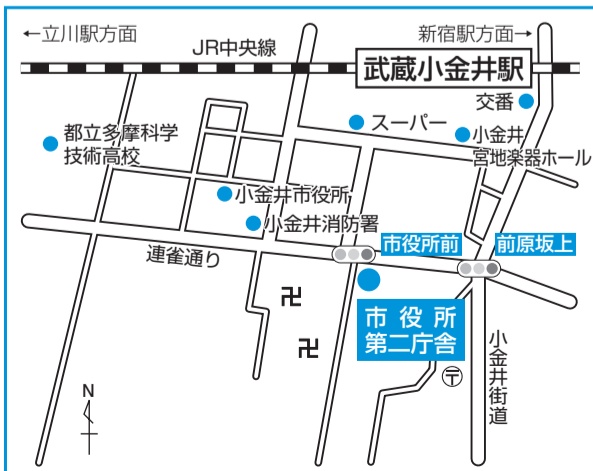 ←立川駅方面
新宿駅方面→
JR中央線
武蔵小金井駅
交番
スーパー
小金井
宮地楽器ホール
都立多摩科学
技術高校
小金井市役所
小金井消防署
連雀通り
市役所前
前原坂上
卍
卍
市役所
第二庁舎
〒
小金井街道
N